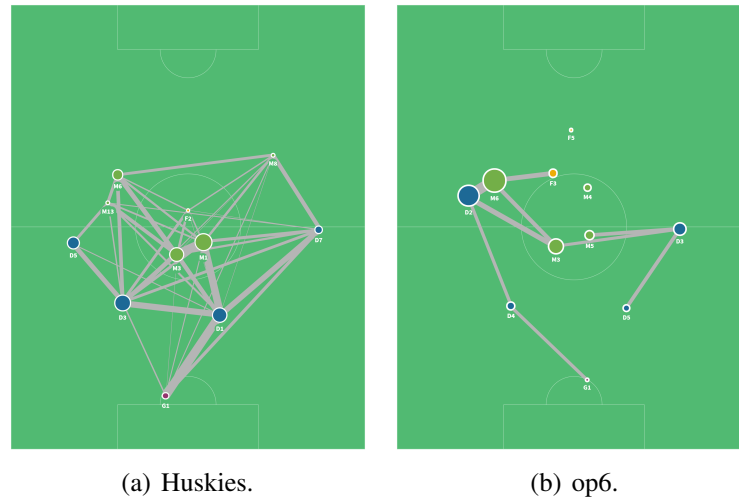 M8
M6
M13
F2
D7
M1
D5
M3
D3
D1
G1
F5
F3
M6
M4
D2
D3
M5
M3
D4
D5
G1
(a) Huskies.
(b) op6.